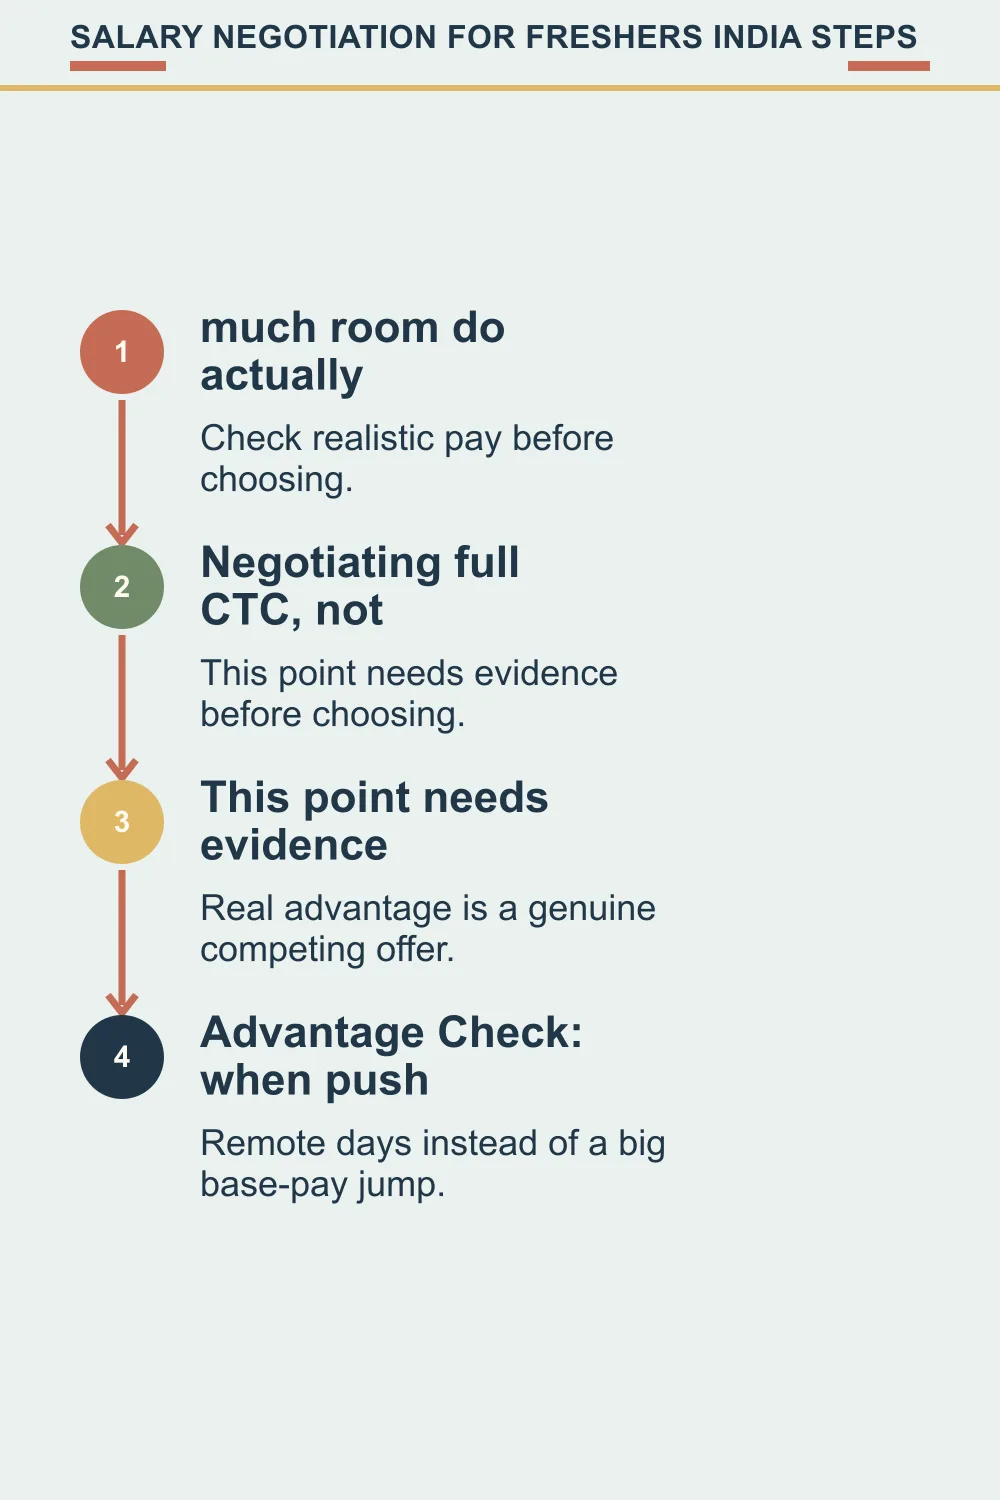 SALARY NEGOTIATION FOR FRESHERS INDIA STEPS
1
much room do
actually
Check realistic pay before
choosing.
2
Negotiating full
CTC, not
This point needs evidence
before choosing.
3
This point needs
evidence
Real advantage is a genuine
competing offer.
4
Advantage Check:
when push
Remote days instead of a big
base-pay jump.